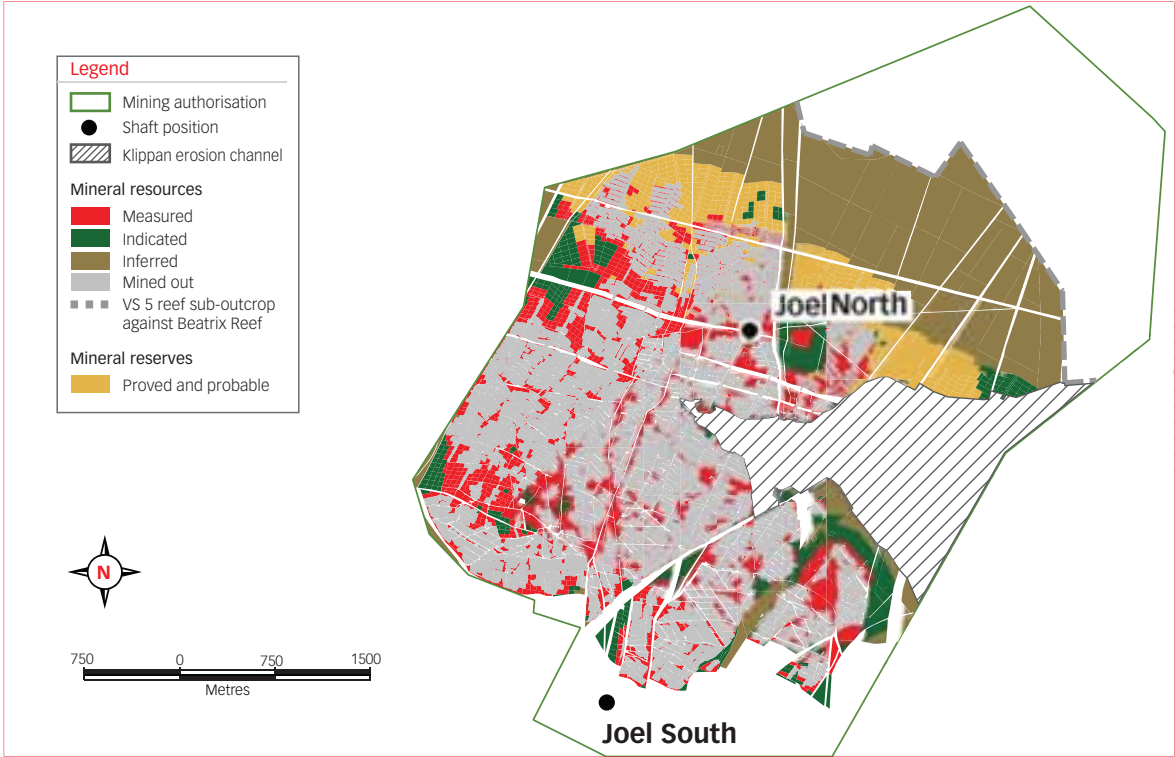 Legend
Mining authorisation
Shaft position
Klippan erosion channel
Mineral resources
Measured
Indicated
Inferred
Mined out
VS 5 reef sub-outcrop
against Beatrix Reef
Mineral reserves
Proved and probable
Joel North
N
750 0 750 1500
Metres
Joel South